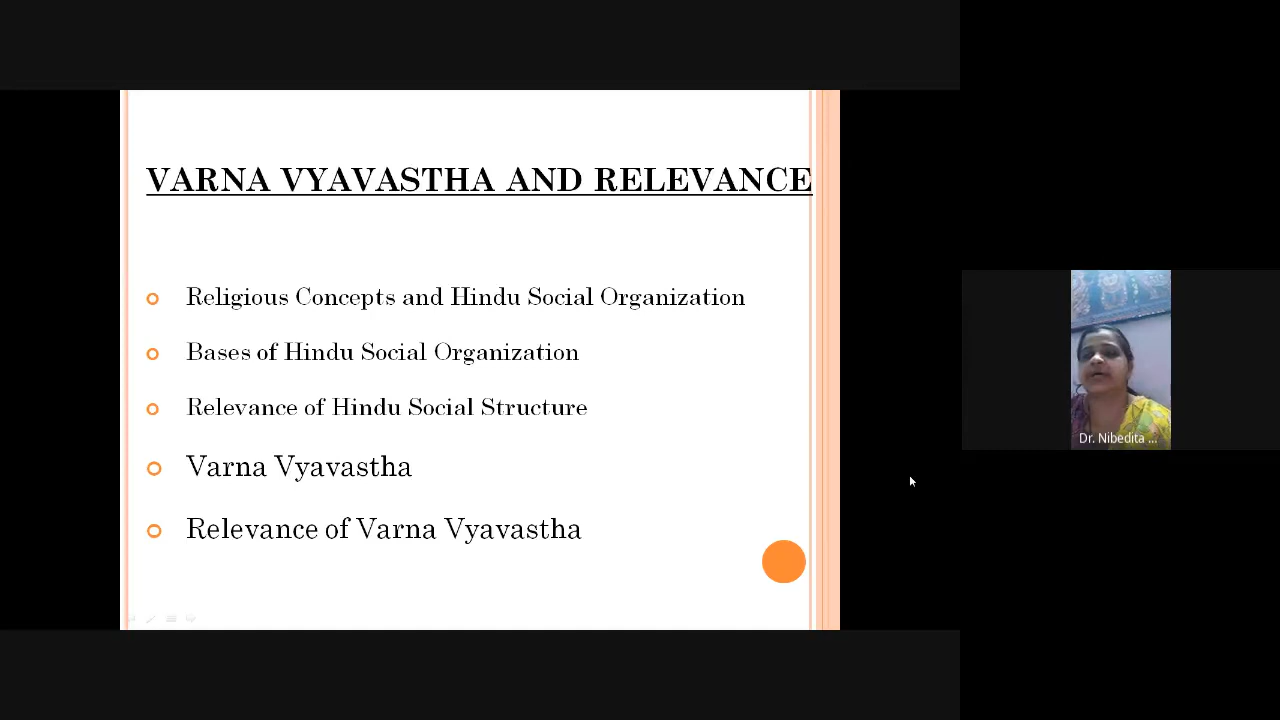 VARNA VYAVASTHA AND RELEVANCE
Religious Concepts and Hindu Social Organization
Bases of Hindu Social Organization
Relevance of Hindu Social Structure
Varna Vyavastha
Relevance of Varna Vyavastha
Dr. Nibedita ...